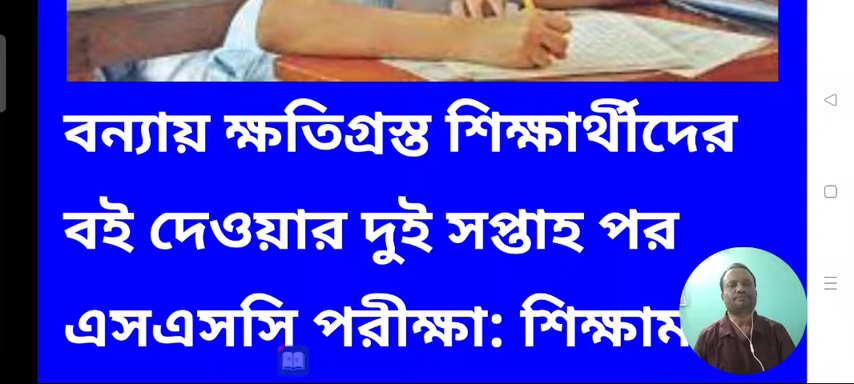 বন্যায় ক্ষতিগ্রস্ত শিক্ষার্থীদের
বই দেওয়ার দুই সপ্তাহ পর
এসএসসি পরীক্ষা: